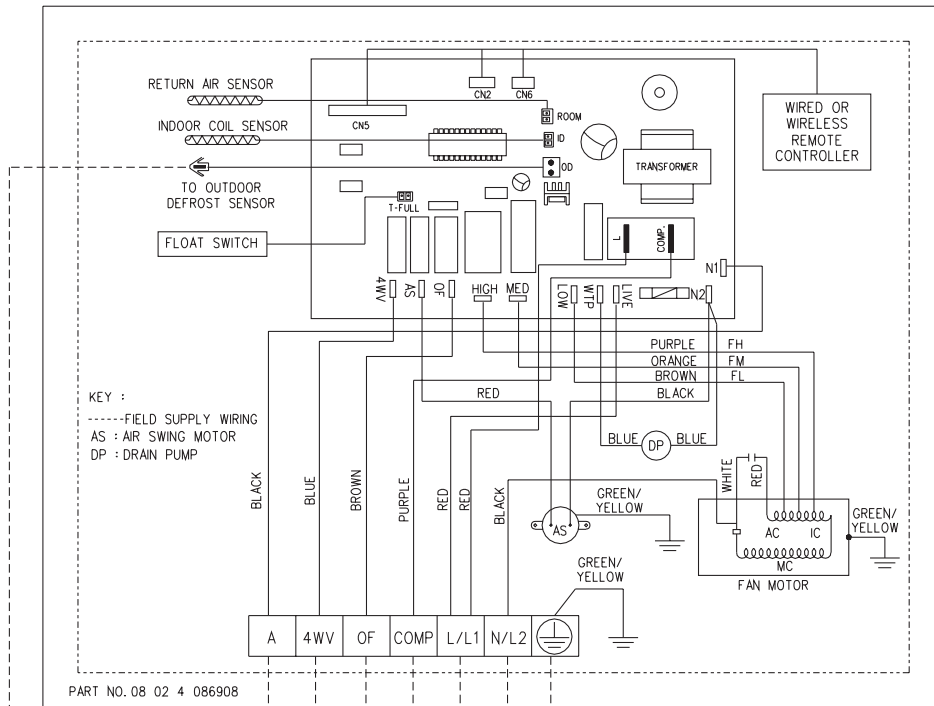 RETURN AIR SENSOR
INDOOR COIL SENSOR
TO OUTDOOR
DEFROST SENSOR
FLOAT SWITCH
CN5
CN2
CN6
ROOM
ID
OD
T-FULL
TRANSFORMER
WIRED OR
WIRELESS
REMOTE
CONTROLLER
L
COMP.
N1
4WV
AS
OF
HIGH
MED
LOW
WTP
LIVE
N2
PURPLE FH
ORANGE FM
BROWN FL
RED
BLACK
KEY :
------FIELD SUPPLY WIRING
AS : AIR SWING MOTOR
DP : DRAIN PUMP
BLUE
DP
BLUE
BLACK
BLUE
BROWN
PURPLE
RED
RED
BLACK
WHITE
RED
GREEN/
YELLOW
AS
GREEN/
YELLOW
AC
IC
MC
FAN MOTOR
GREEN/
YELLOW
A
4WV
OF
COMP
L/L1
N/L2
PART NO. 08 02 4 086908